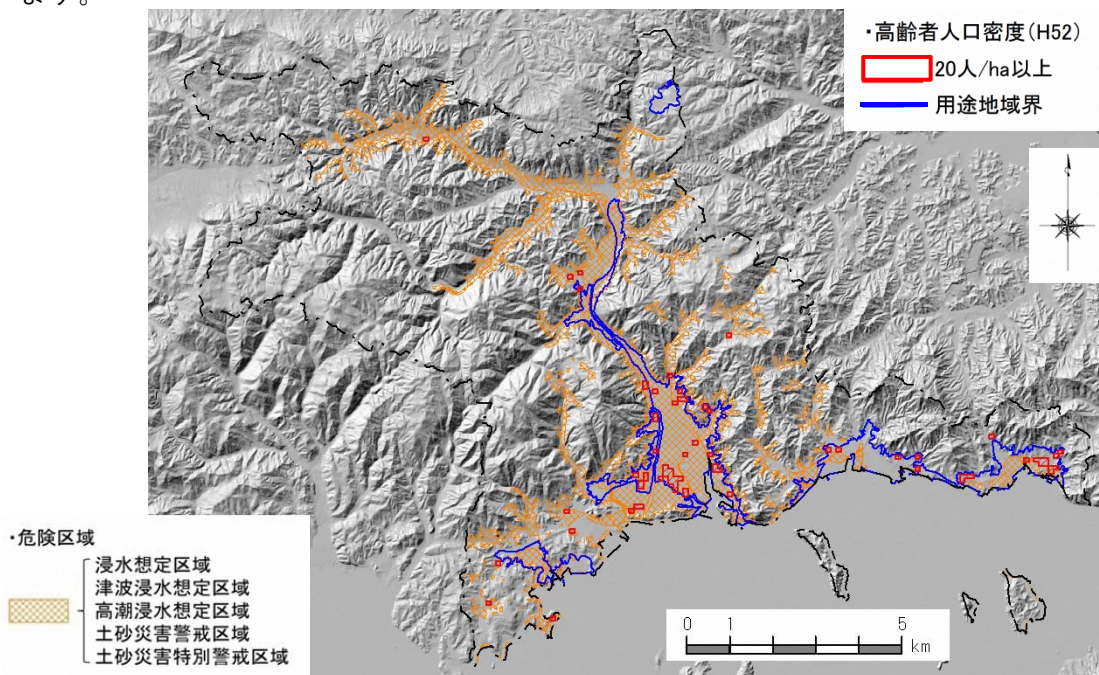 ます。
・高齢者人口密度(H52)
20人/ha以上
用途地域界
・危険区域
浸水想定区域
津波浸水想定区域
高潮浸水想定区域
土砂災害警戒区域
土砂災害特別警戒区域
0 1 5
km